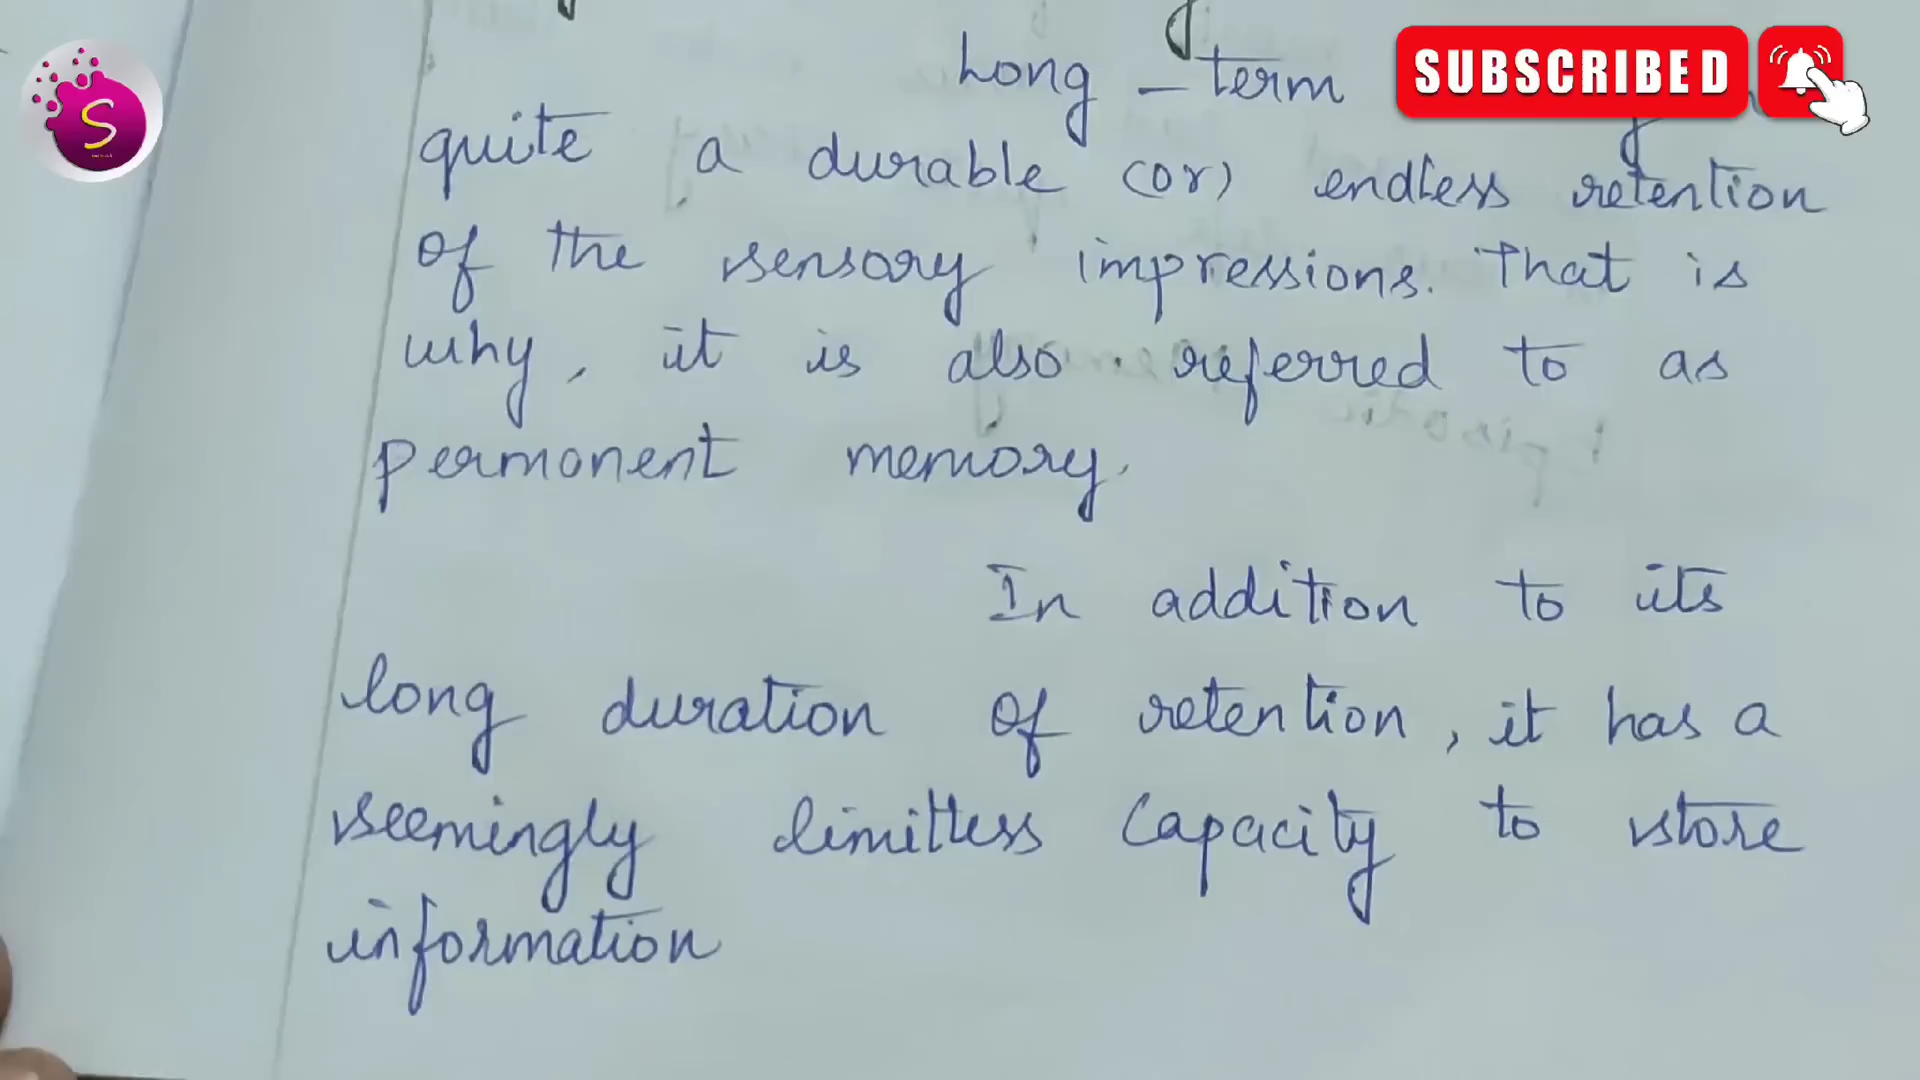 SUBSCRIBED
S
Long - term
quite a durable (or) endless retention
of the sensory impressions. That is
why, it is also referred to as
permonent memory.
In addition to its
long duration of retention, it has a
seemingly limitless capacity to store
information